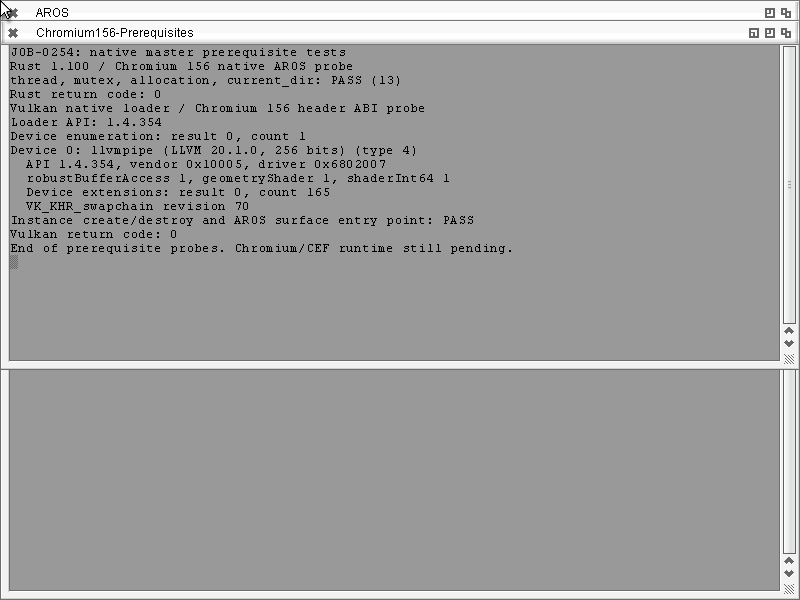 AROS
Chromium156-Prerequisites
JOB-0254: native master prerequisite tests
Rust 1.100 / Chromium 156 native AROS probe
thread, mutex, allocation, current_dir: PASS (13)
Rust return code: 0
Vulkan native loader / Chromium 156 header ABI probe
Loader API: 1.4.354
Device enumeration: result 0, count 1
Device 0: llvmpipe (LLVM 20.1.0, 256 bits) (type 4)
  API 1.4.354, vendor 0x10005, driver 0x6802007
  robustBufferAccess 1, geometryShader 1, shaderInt64 1
  Device extensions: result 0, count 165
  VK_KHR_swapchain revision 70
Instance create/destroy and AROS surface entry point: PASS
Vulkan return code: 0
End of prerequisite probes. Chromium/CEF runtime still pending.